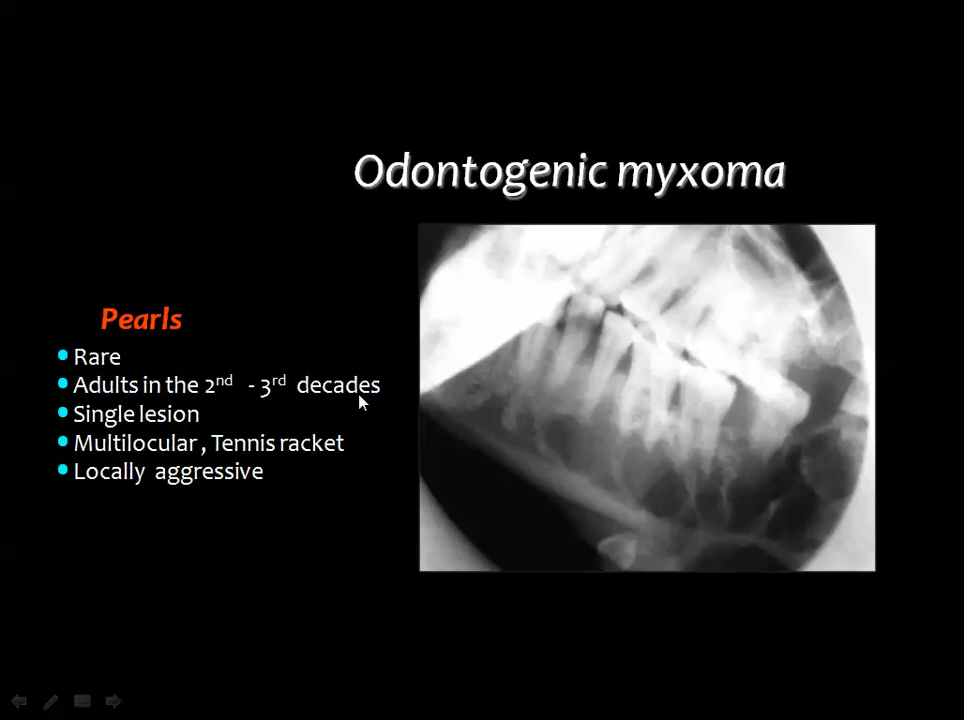 Odontogenic myxoma
Pearls
Rare
Adults in the 2nd - 3rd decades
Single lesion
Multilocular , Tennis racket
Locally aggressive